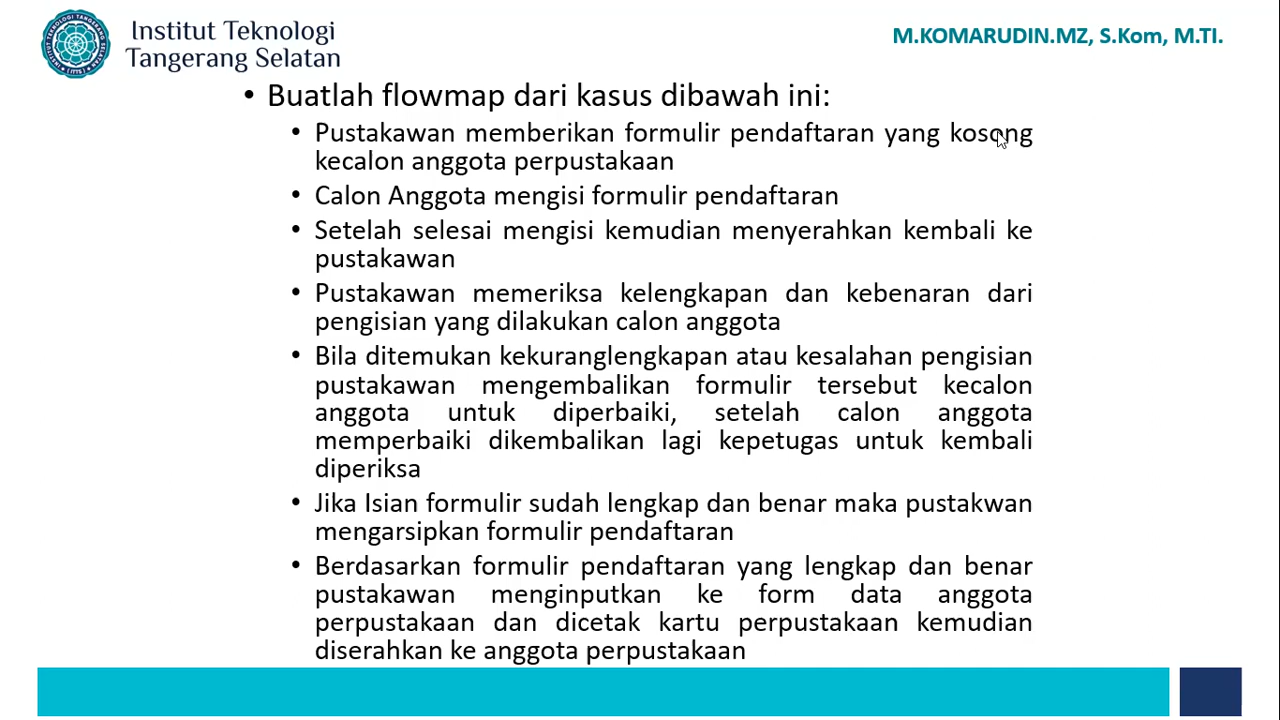 Institut Teknologi
Tangerang Selatan
M.KOMARUDIN.MZ, S.Kom, M.TI.
• Buatlah flowmap dari kasus dibawah ini:
• Pustakawan memberikan formulir pendaftaran yang kosong
kecalon anggota perpustakaan
• Calon Anggota mengisi formulir pendaftaran
• Setelah selesai mengisi kemudian menyerahkan kembali ke
pustakawan
• Pustakawan memeriksa kelengkapan dan kebenaran dari
pengisian yang dilakukan calon anggota
• Bila ditemukan kekuranglengkapan atau kesalahan pengisian
pustakawan mengembalikan formulir tersebut kecalon
anggota untuk diperbaiki, setelah calon anggota
memperbaiki dikembalikan lagi kepetugas untuk kembali
diperiksa
• Jika Isian formulir sudah lengkap dan benar maka pustakwan
mengarsipkan formulir pendaftaran
• Berdasarkan formulir pendaftaran yang lengkap dan benar
pustakawan menginputkan ke form data anggota
perpustakaan dan dicetak kartu perpustakaan kemudian
diserahkan ke anggota perpustakaan